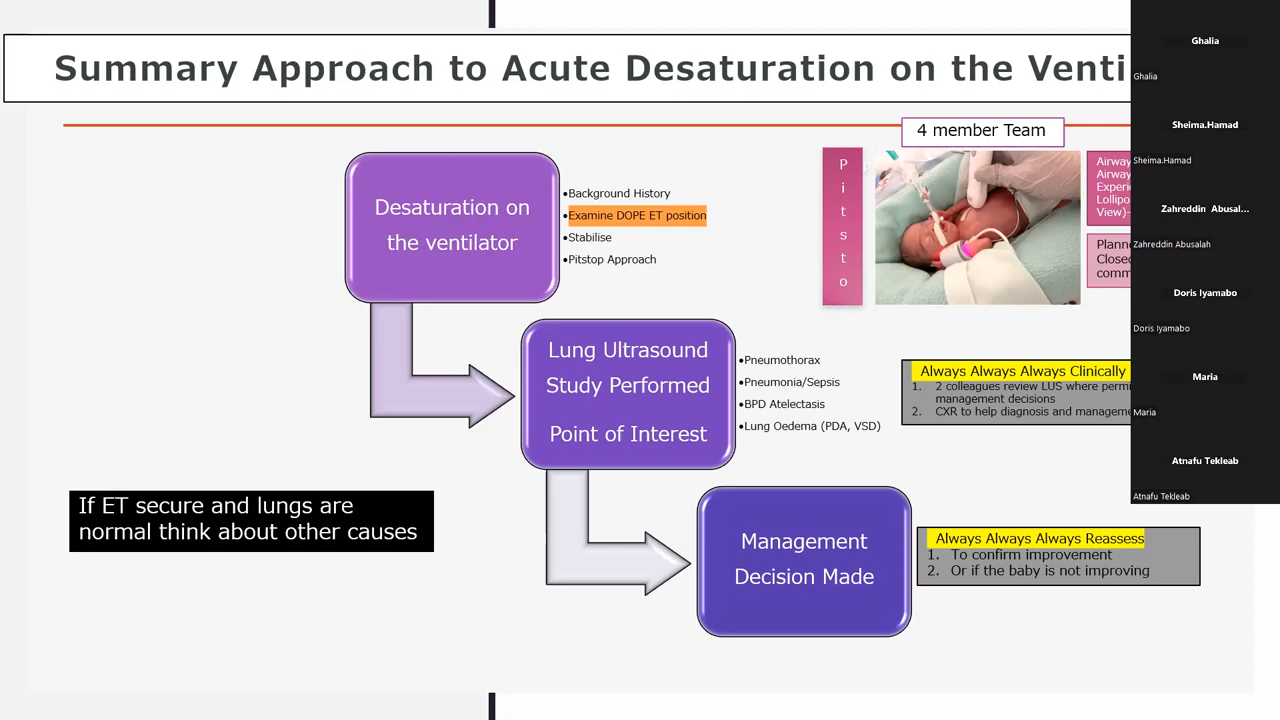 Summary Approach to Acute Desaturation on the Venti
4 member Team
Desaturation on
the ventilator
•Background History
•Examine DOPE ET position
•Stabilise
•Pitstop Approach
P
i
t
s
t
o
Airway
Airway
Experi
Lollipo
View)-
Plann
Closed
comm
Lung Ultrasound
Study Performed
Point of Interest
•Pneumothorax
•Pneumonia/Sepsis
•BPD Atelectasis
•Lung Oedema (PDA, VSD)
Always Always Always Clinically
1. 2 colleagues review LUS where permi
management decisions
2. CXR to help diagnosis and manageme
If ET secure and lungs are
normal think about other causes
Management
Decision Made
Always Always Always Reassess
1. To confirm improvement
2. Or if the baby is not improving
Ghalia
Ghalia
Sheima.Hamad
Sheima.Hamad
Zahreddin Abusal...
Zahreddin Abusalah
Doris Iyamabo
Doris Iyamabo
Maria
Maria
Atnafu Tekleab
Atnafu Tekleab